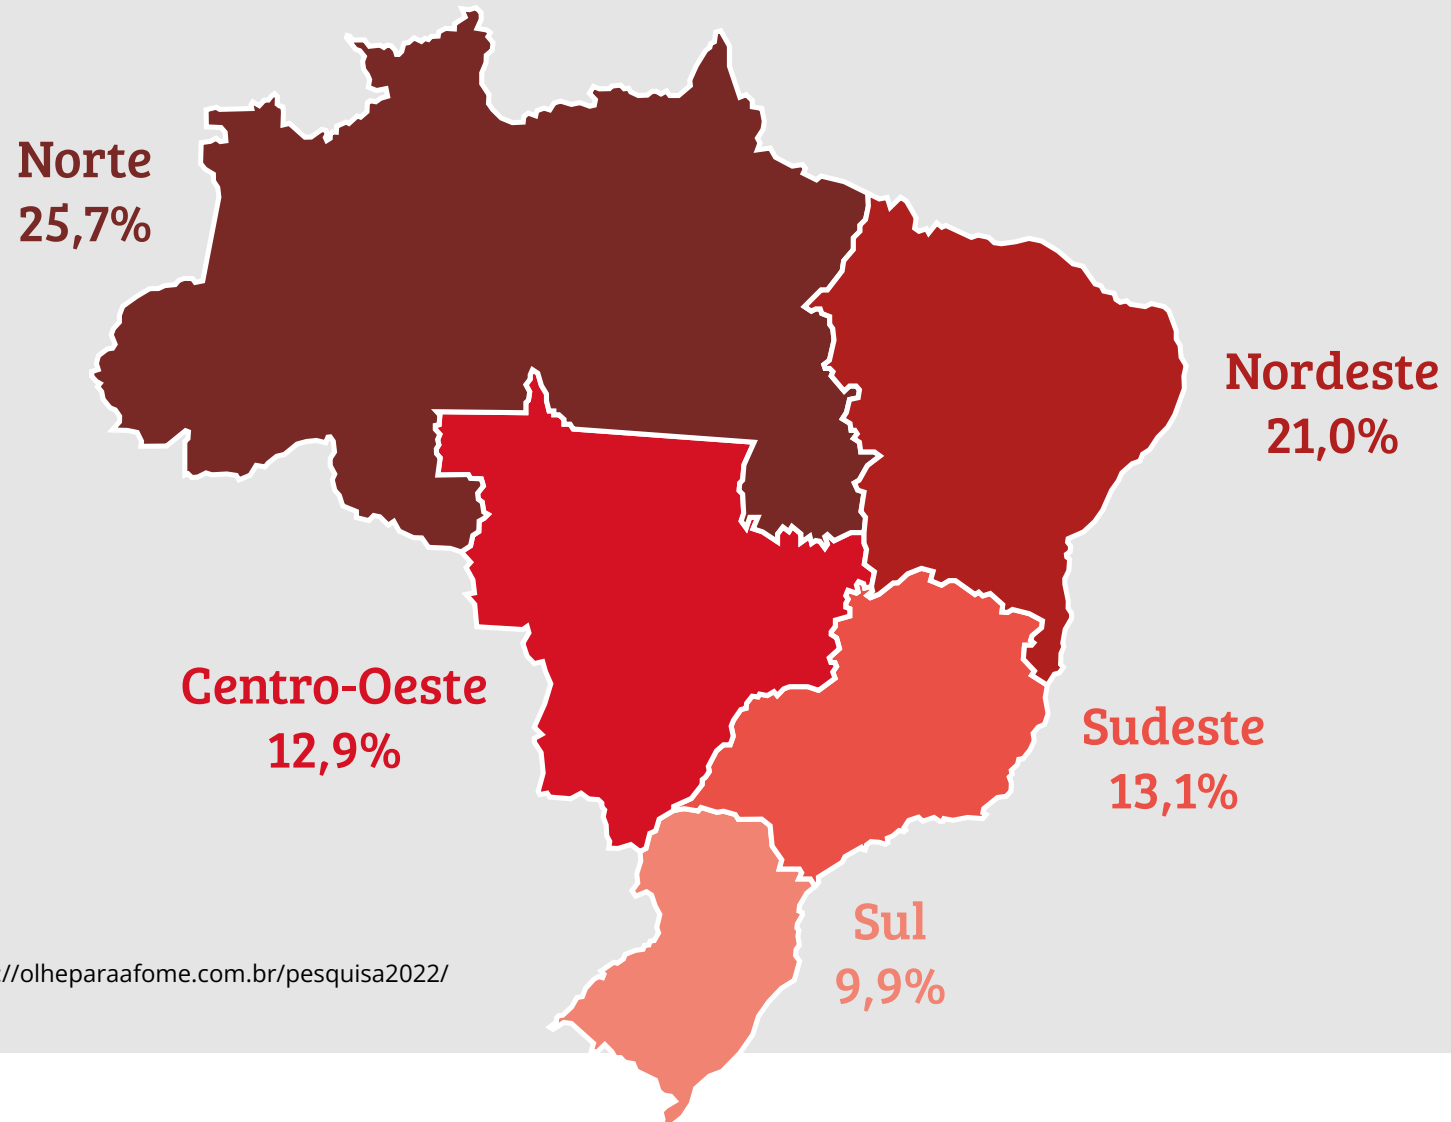 Norte
25,7%
Nordeste
21,0%
Centro-Oeste
12,9%
Sudeste
13,1%
Sul
9,9%
://olheparaafome.com.br/pesquisa2022/